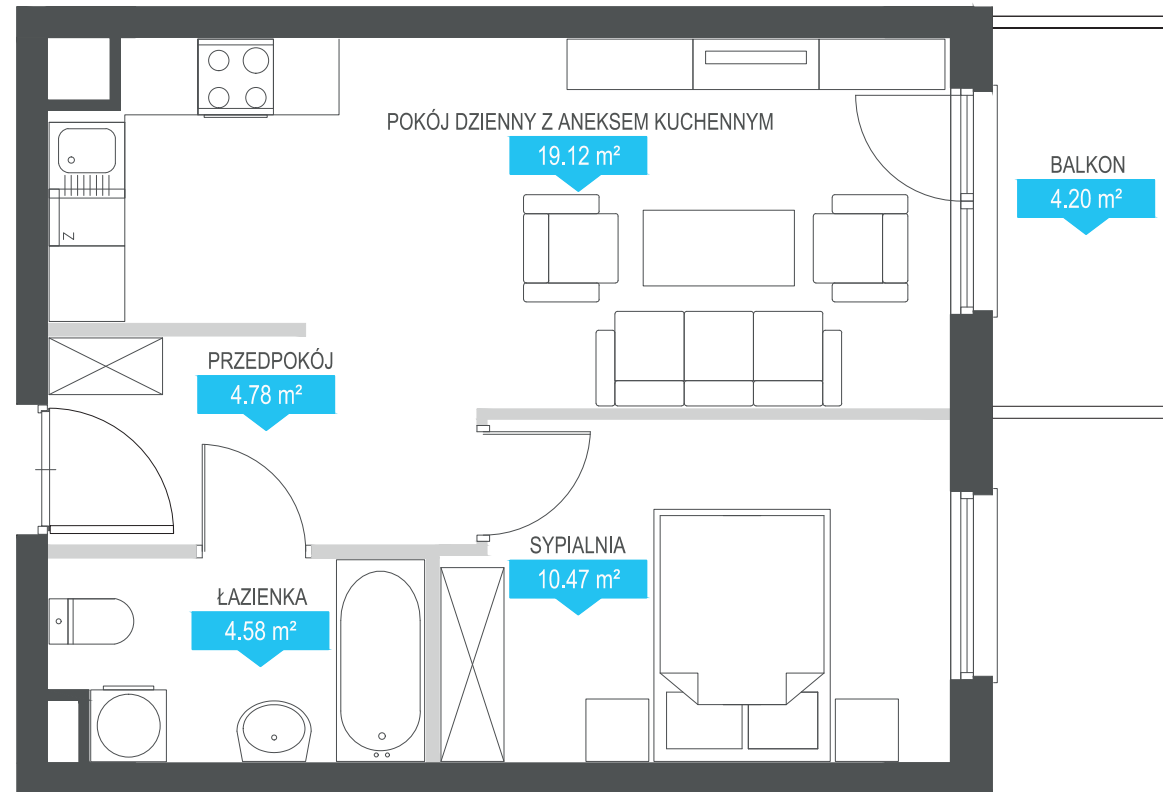 POKÓJ DZIENNY Z ANEKSEM KUCHENNYM
19.12 m²
BALKON
4.20 m²
Z
PRZEDPOKÓJ
4.78 m²
SYPIALNIA
10.47 m²
ŁAZIENKA
4.58 m²